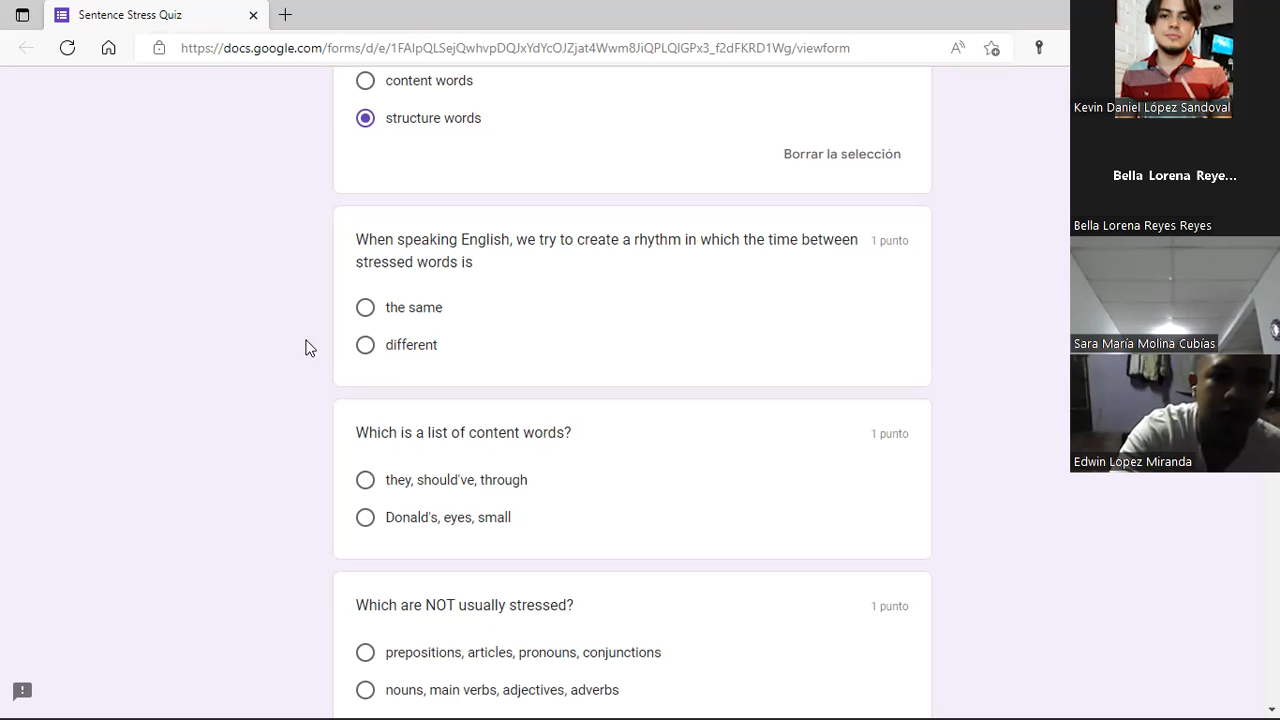 Sentence Stress Quiz
https://docs.google.com/forms/d/e/1FAIpQLSejQwhvpDQJXYdYcOJZjat4Wwm8JiQPLQlGPx3_f2dFKRD1Wg/viewform
content words
structure words
Borrar la selección
When speaking English, we try to create a rhythm in which the time between 1 punto
stressed words is
the same
different
Which is a list of content words? 1 punto
they, should've, through
Donald's, eyes, small
Which are NOT usually stressed? 1 punto
prepositions, articles, pronouns, conjunctions
nouns, main verbs, adjectives, adverbs
Kevin Daniel López Sandoval
Bella Lorena Reye...
Bella Lorena Reyes Reyes
Sara María Molina Cubías
Edwin Lopez Miranda